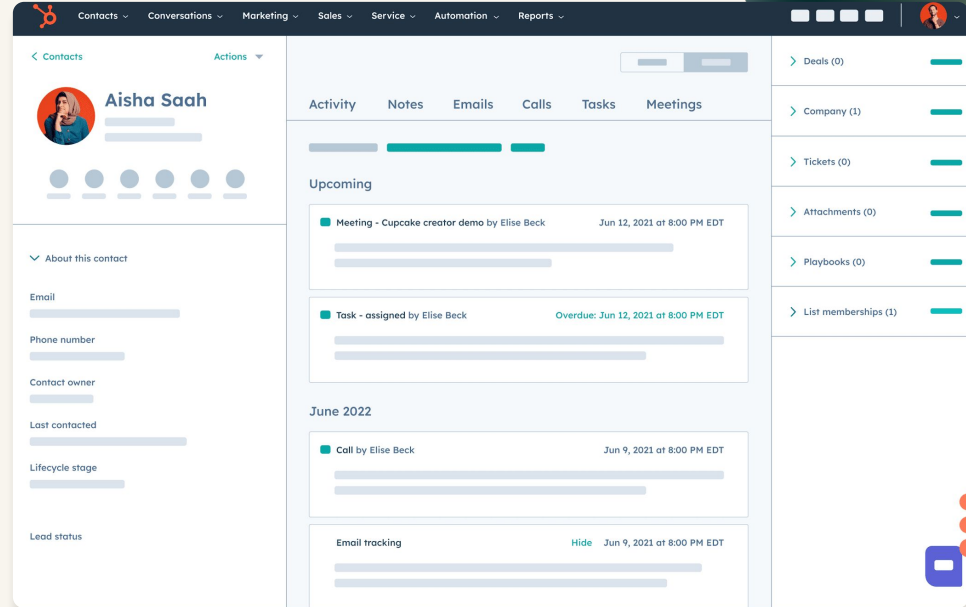 Contacts Conversations Marketing Sales Service Automation Reports
Contacts Actions
Aisha Saah
About this contact
Email
Phone number
Contact owner
Last contacted
Lifecycle stage
Lead status
Activity Notes Emails Calls Tasks Meetings
Upcoming
Meeting - Cupcake creator demo by Elise Beck Jun 12, 2021 at 8:00 PM EDT
Task - assigned by Elise Beck Overdue: Jun 12, 2021 at 8:00 PM EDT
June 2022
Call by Elise Beck Jun 9, 2021 at 8:00 PM EDT
Email tracking Hide Jun 9, 2021 at 8:00 PM EDT
Deals (0)
Company (1)
Tickets (0)
Attachments (0)
Playbooks (0)
List memberships (1)